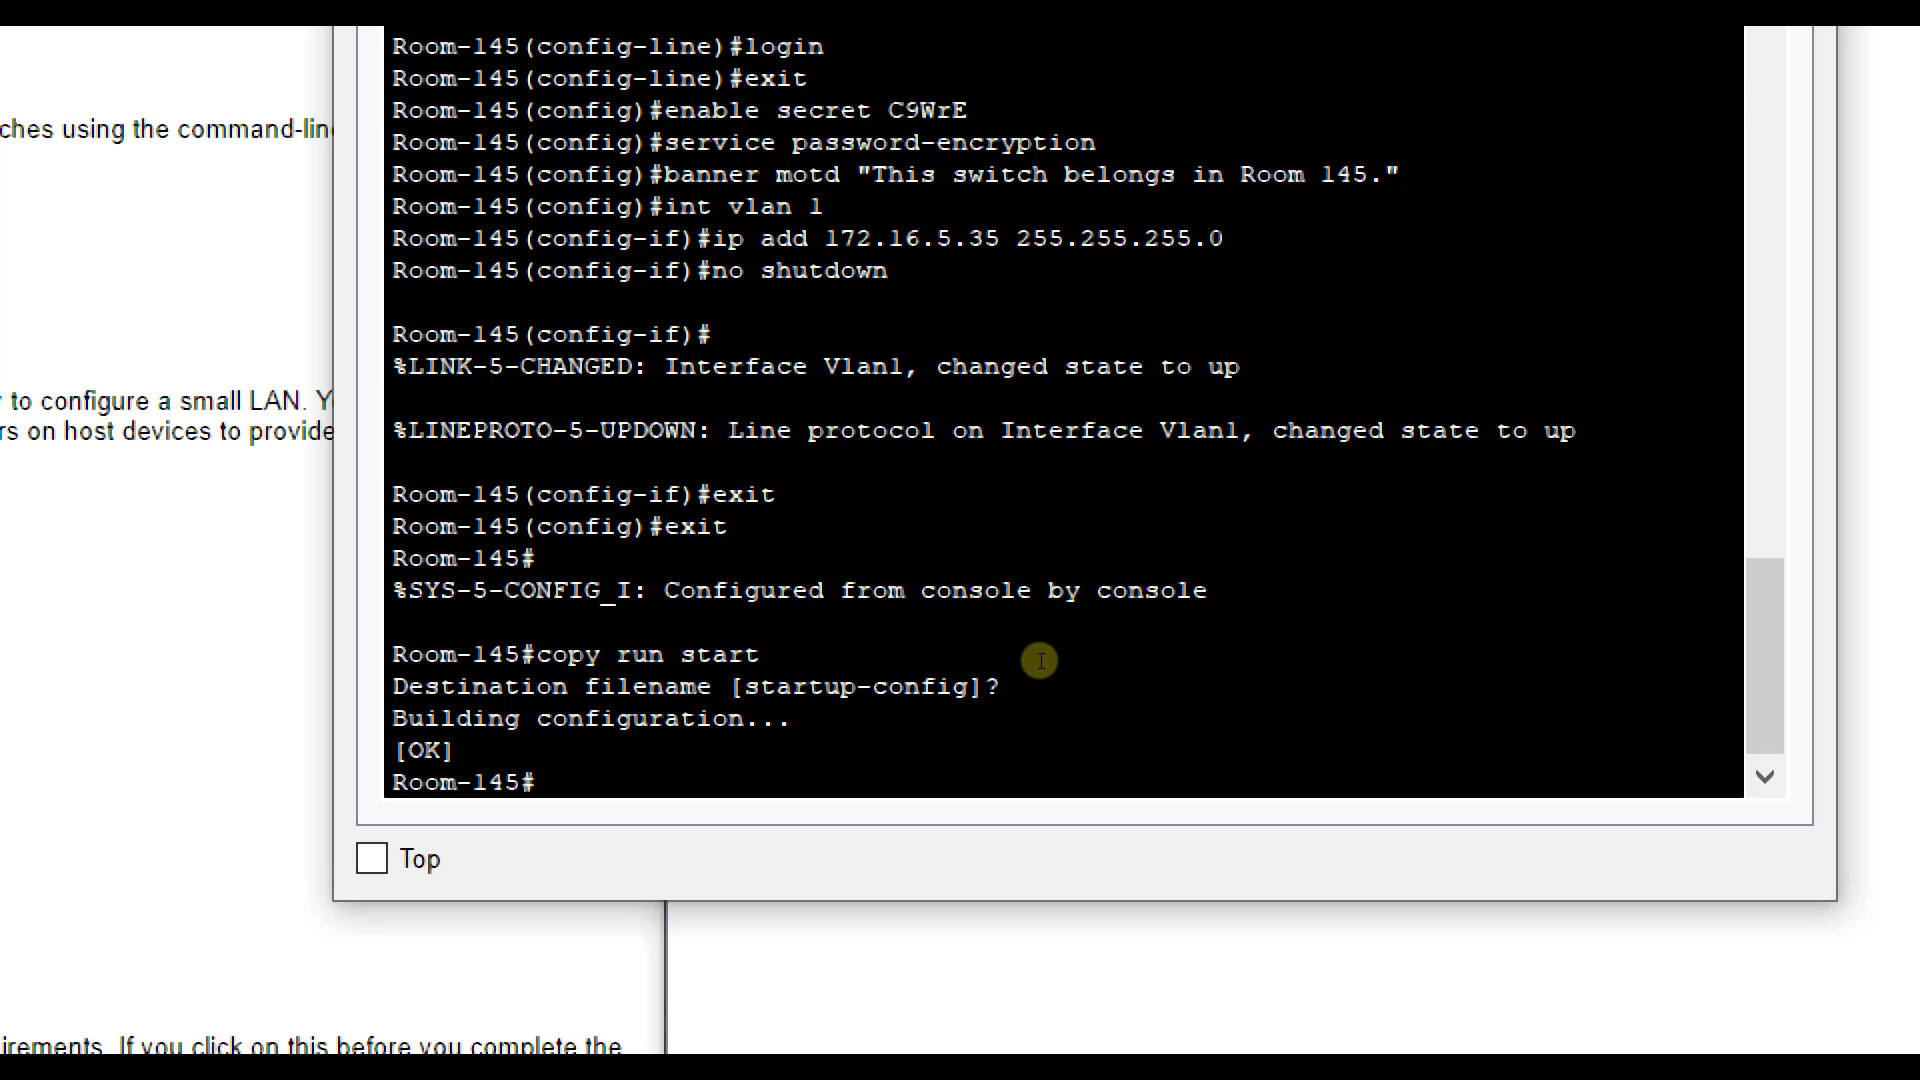 Room-145(config-line)#login
Room-145(config-line)#exit
Room-145(config)#enable secret C9WrE
ches using the command-lin
Room-145(config)#service password-encryption
Room-145(config)#banner motd "This switch belongs in Room 145."
Room-145(config)#int vlan 1
Room-145(config-if)#ip add 172.16.5.35 255.255.255.0
Room-145(config-if)#no shutdown
Room-145(config-if)#
%LINK-5-CHANGED: Interface Vlan1, changed state to up
to configure a small LAN. Y
rs on host devices to provide
%LINEPROTO-5-UPDOWN: Line protocol on Interface Vlan1, changed state to up
Room-145(config-if)#exit
Room-145(config)#exit
Room-145#
%SYS-5-CONFIG_I: Configured from console by console
Room-145#copy run start
Destination filename [startup-config]?
Building configuration...
[OK]
Room-145#
Top
irements. If you click on this before you complete the